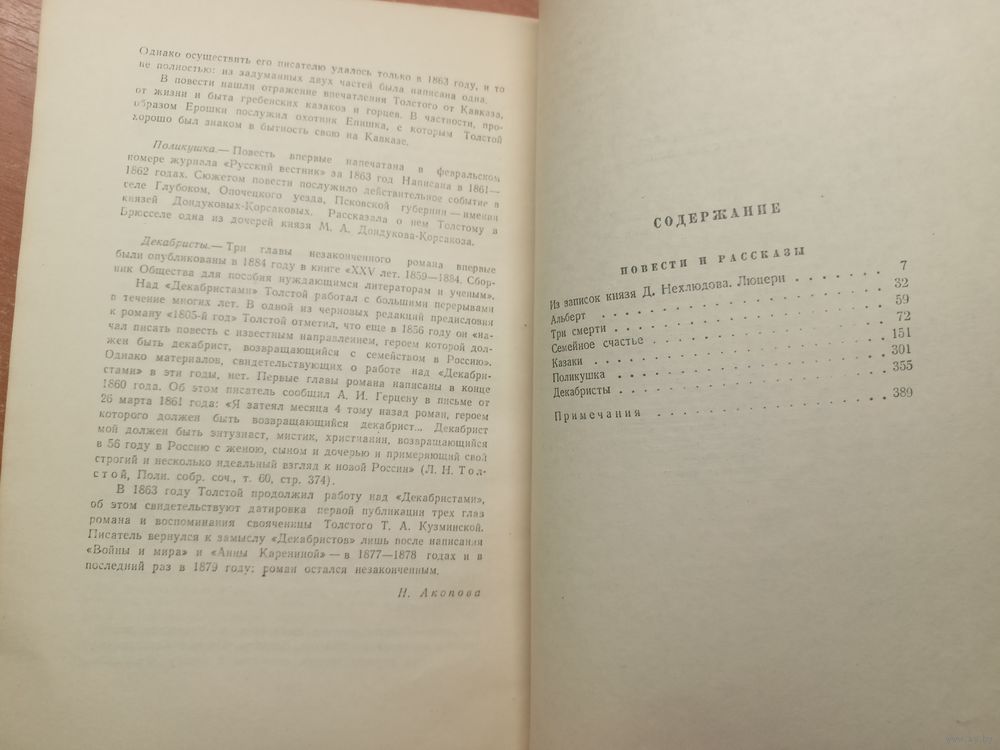 Однако осуществить его писателю удалось только в 1863 году, и то
не полностью: из задуманных двух частей была написана одна.
В повести нашли отражение впечатления Толстого от Кавказа,
от жизни и быта гребенских казаков и горцев. В частности, про-
образом Ерошки послужил охотник Епишка, с которым Толстой
хорошо был знаком в бытность свою на Кавказе.
Поликушка.— Повесть впервые напечатана в февральском
номере журнала «Русский вестник» за 1863 год Написана в 1861—
1862 годах. Сюжетом повести послужило действительное событие в
селе Глубоком, Опочецкого уезда, Псковской губернии — имении
князей Дондуковых-Корсаковых. Рассказала о нем Толстому в
Брюсселе одна из дочерей князя М. А. Дондукова-Корсакова.
Декабристы.— Три главы незаконченного романа впервые
были опубликованы в 1884 году в книге «XXV лет. 1859—1884. Сбор-
ник Общества для пособия нуждающимся литераторам и ученым».
Над «Декабристами» Толстой работал с большими перерывами
в течение многих лет. В одной из черновых редакций предисловия
к роману «1805-й год» Толстой отметил, что еще в 1856 году он «на-
чал писать повесть с известным направлением, героем которой дол-
жен быть декабрист, возвращающийся с семейством в Россию».
Однако материалов, свидетельствующих о работе над «Декабри-
стами» в эти годы, нет. Первые главы романа написаны в конце
1860 года. Об этом писатель сообщил А. И. Герцену в письме от
26 марта 1861 года: «Я затеял месяца 4 тому назад роман, героем
которого должен быть возвращающийся декабрист... Декабрист
мой должен быть энтузиаст, мистик, христианин, возвращающийся
в 56 году в Россию с женою, сыном и дочерью и примеряющий свой
строгий и несколько идеальный взгляд к новой России» (Л. Н. Тол-
стой, Полн. собр. соч., т. 60, стр. 374).
В 1863 году Толстой продолжил работу над «Декабристами»,
об этом свидетельствуют датировка первой публикации трех глав
романа и воспоминания свояченицы Толстого Т. А. Кузминской.
Писатель вернулся к замыслу «Декабристов» лишь после написания
«Войны и мира» и «Анны Карениной» — в 1877—1878 годах и в
последний раз в 1879 году: роман остался незаконченным.
Н. Акопова
СОДЕРЖАНИЕ
ПОВЕСТИ И РАССКАЗЫ
Из записок князя Д. Нехлюдова. Люцерн . . . . . . . 7
Альберт . . . . . . . . . . . . . . . . 32
Три смерти . . . . . . . . . . . . . . . 59
Семейное счастье . . . . . . . . . . . . . 72
Казаки . . . . . . . . . . . . . . . . 151
Поликушка . . . . . . . . . . . . . . . 301
Декабристы . . . . . . . . . . . . . . . 355
Примечания . . . . . . . . . . . . . . 389